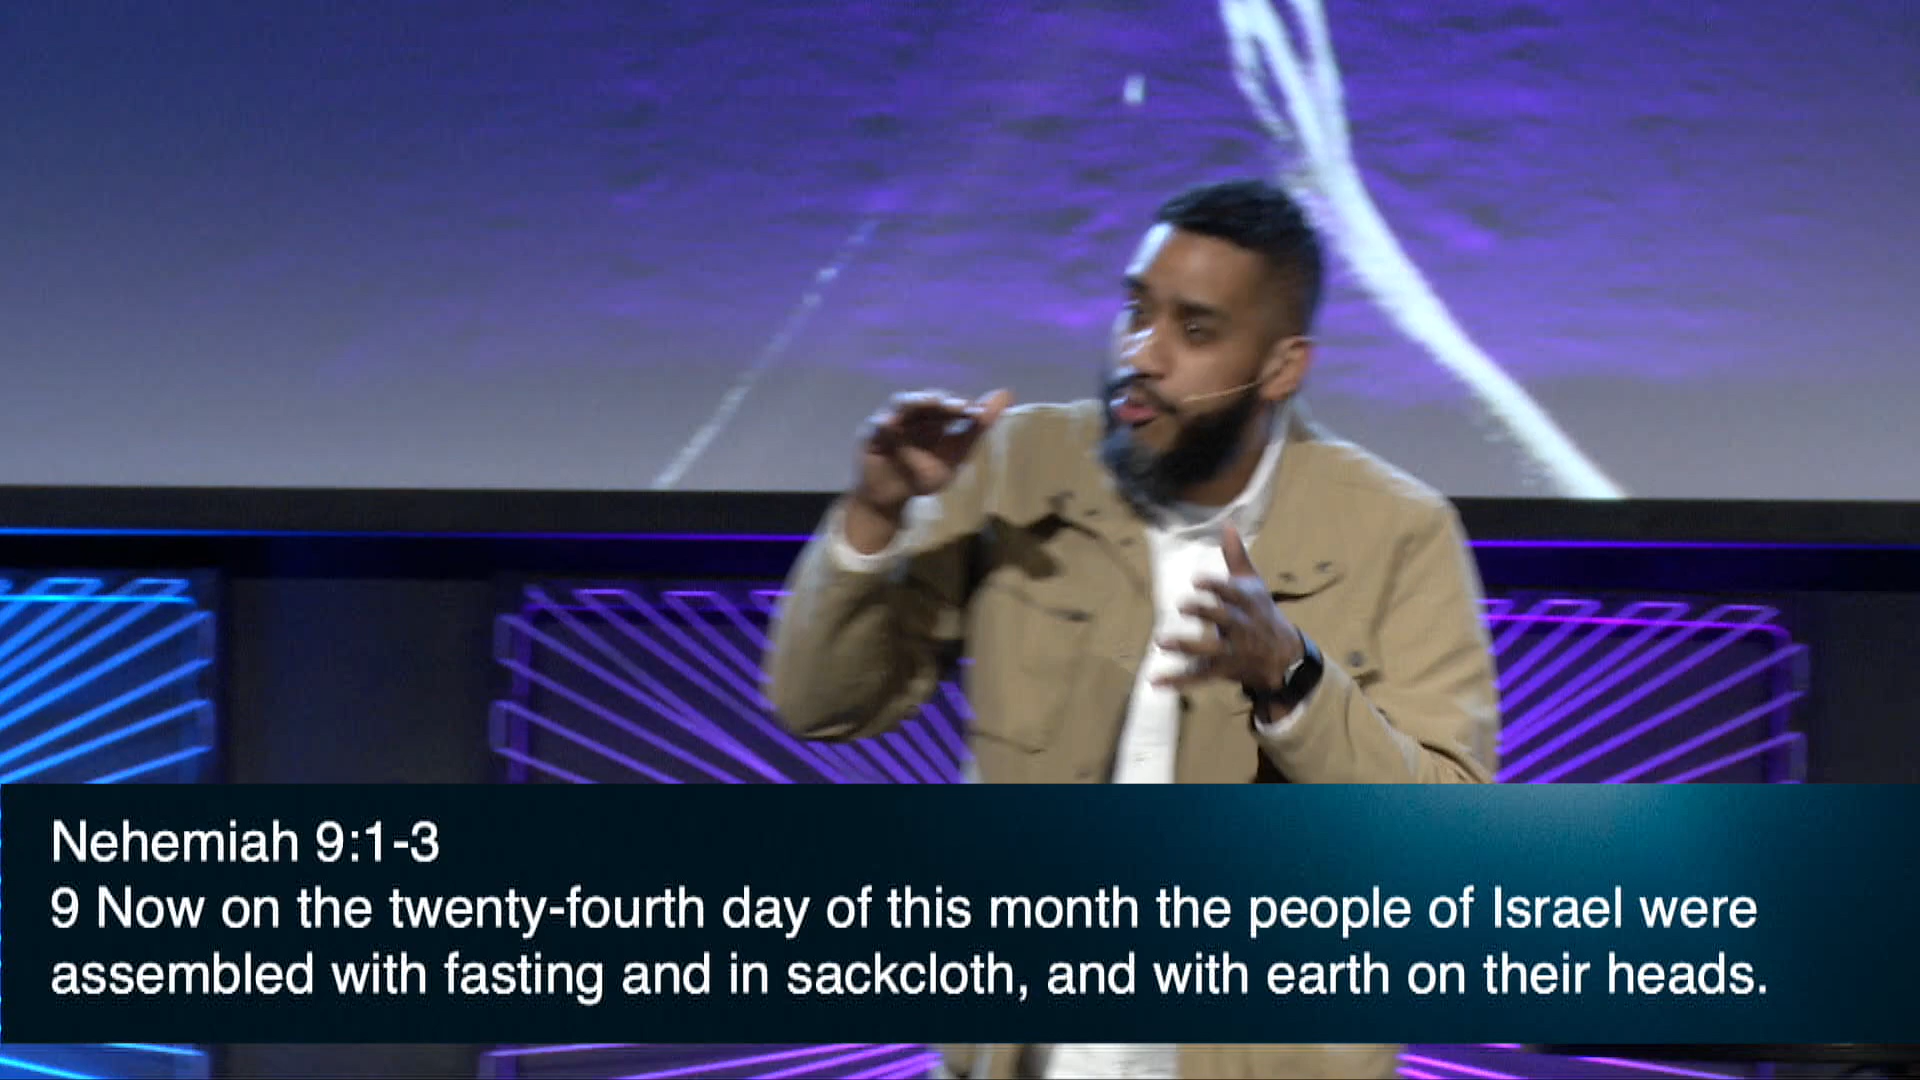 Nehemiah 9:1-3
9 Now on the twenty-fourth day of this month the people of Israel were
assembled with fasting and in sackcloth, and with earth on their heads.